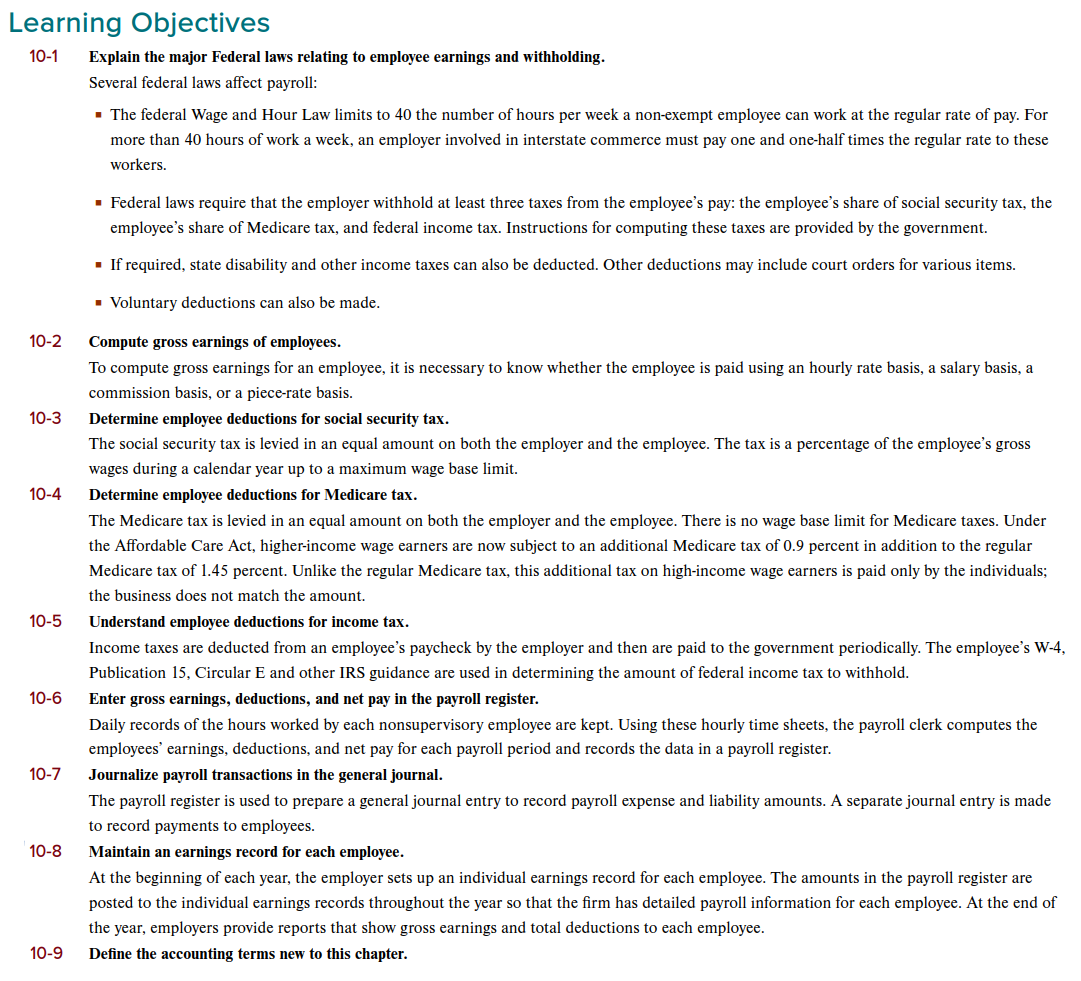 Learning Objectives
10-1 Explain the major Federal laws relating to employee earnings and withholding.
Several federal laws affect payroll:
▪ The federal Wage and Hour Law limits to 40 the number of hours per week a non-exempt employee can work at the regular rate of pay. For
more than 40 hours of work a week, an employer involved in interstate commerce must pay one and one-half times the regular rate to these
workers.
▪ Federal laws require that the employer withhold at least three taxes from the employee’s pay: the employee’s share of social security tax, the
employee’s share of Medicare tax, and federal income tax. Instructions for computing these taxes are provided by the government.
▪ If required, state disability and other income taxes can also be deducted. Other deductions may include court orders for various items.
▪ Voluntary deductions can also be made.
10-2 Compute gross earnings of employees.
To compute gross earnings for an employee, it is necessary to know whether the employee is paid using an hourly rate basis, a salary basis, a
commission basis, or a piece-rate basis.
10-3 Determine employee deductions for social security tax.
The social security tax is levied in an equal amount on both the employer and the employee. The tax is a percentage of the employee’s gross
wages during a calendar year up to a maximum wage base limit.
10-4 Determine employee deductions for Medicare tax.
The Medicare tax is levied in an equal amount on both the employer and the employee. There is no wage base limit for Medicare taxes. Under
the Affordable Care Act, higher-income wage earners are now subject to an additional Medicare tax of 0.9 percent in addition to the regular
Medicare tax of 1.45 percent. Unlike the regular Medicare tax, this additional tax on high-income wage earners is paid only by the individuals;
the business does not match the amount.
10-5 Understand employee deductions for income tax.
Income taxes are deducted from an employee’s paycheck by the employer and then are paid to the government periodically. The employee’s W-4,
Publication 15, Circular E and other IRS guidance are used in determining the amount of federal income tax to withhold.
10-6 Enter gross earnings, deductions, and net pay in the payroll register.
Daily records of the hours worked by each nonsupervisory employee are kept. Using these hourly time sheets, the payroll clerk computes the
employees’ earnings, deductions, and net pay for each payroll period and records the data in a payroll register.
10-7 Journalize payroll transactions in the general journal.
The payroll register is used to prepare a general journal entry to record payroll expense and liability amounts. A separate journal entry is made
to record payments to employees.
10-8 Maintain an earnings record for each employee.
At the beginning of each year, the employer sets up an individual earnings record for each employee. The amounts in the payroll register are
posted to the individual earnings records throughout the year so that the firm has detailed payroll information for each employee. At the end of
the year, employers provide reports that show gross earnings and total deductions to each employee.
10-9 Define the accounting terms new to this chapter.